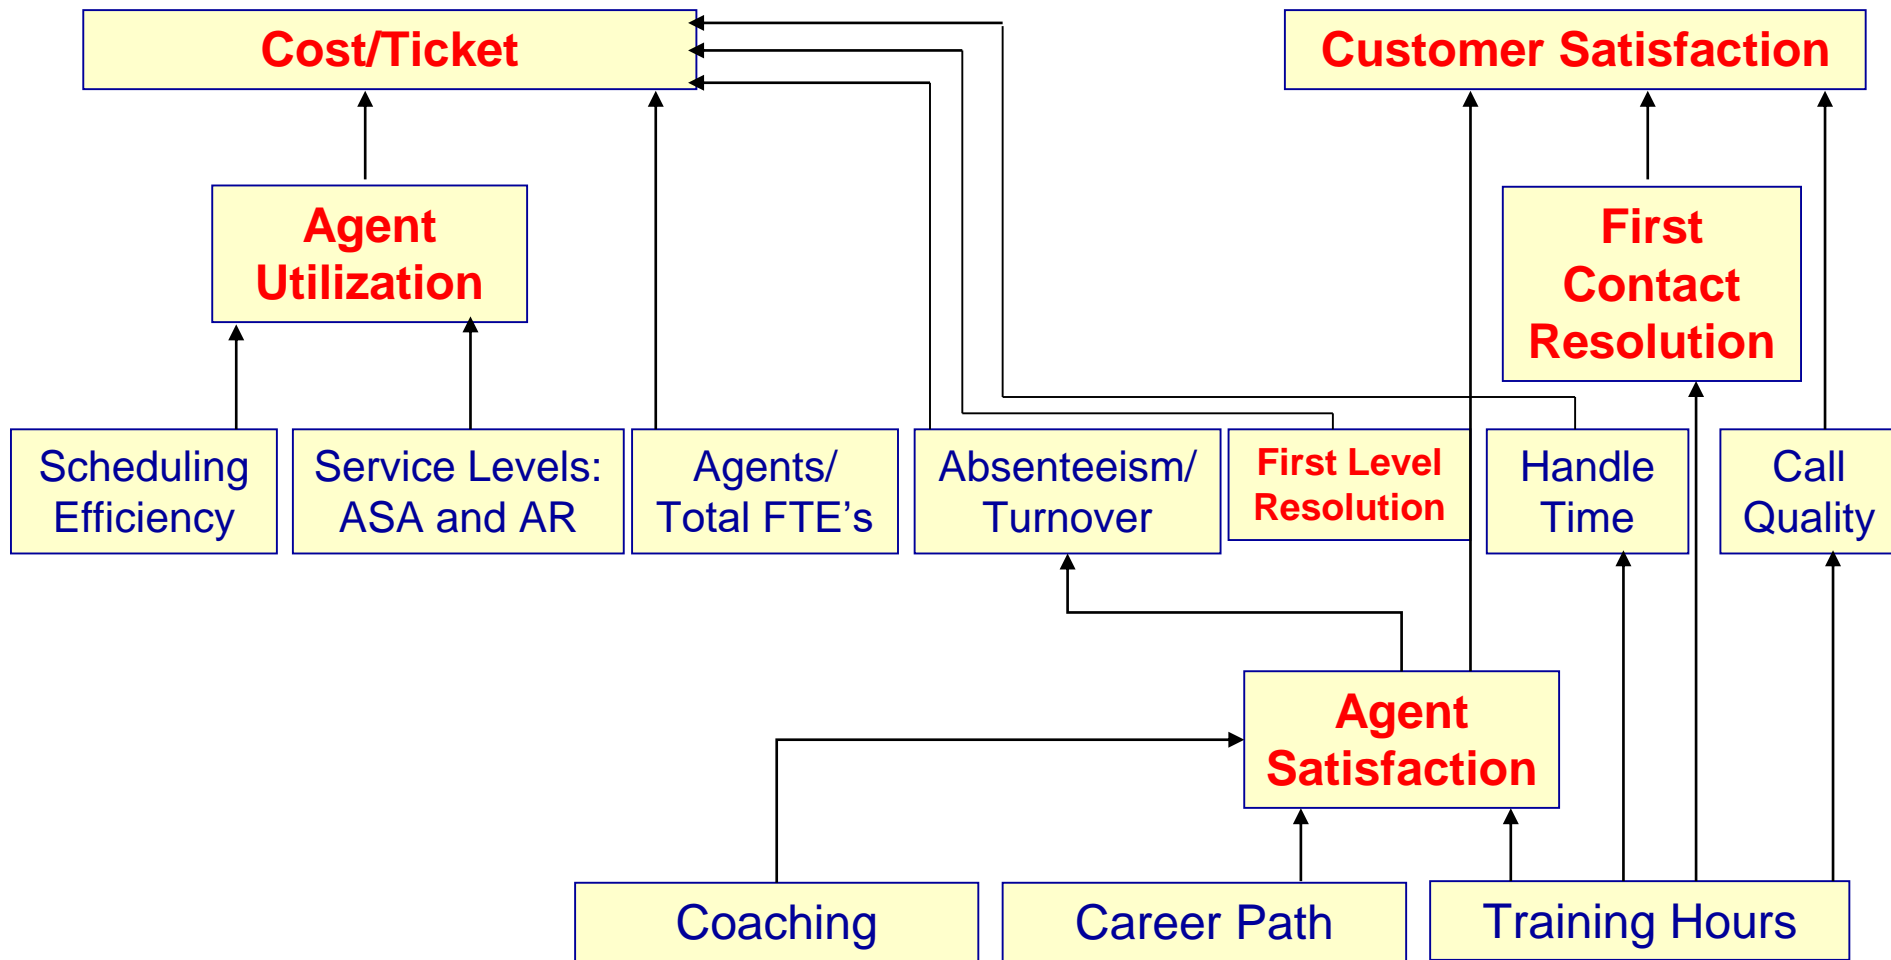 Cost/Ticket
Customer Satisfaction
Agent
Utilization
First
Contact
Resolution
Scheduling
Efficiency
Service Levels:
ASA and AR
Agents/
Total FTE’s
Absenteeism/
Turnover
First Level
Resolution
Handle
Time
Call
Quality
Agent
Satisfaction
Coaching
Career Path
Training Hours